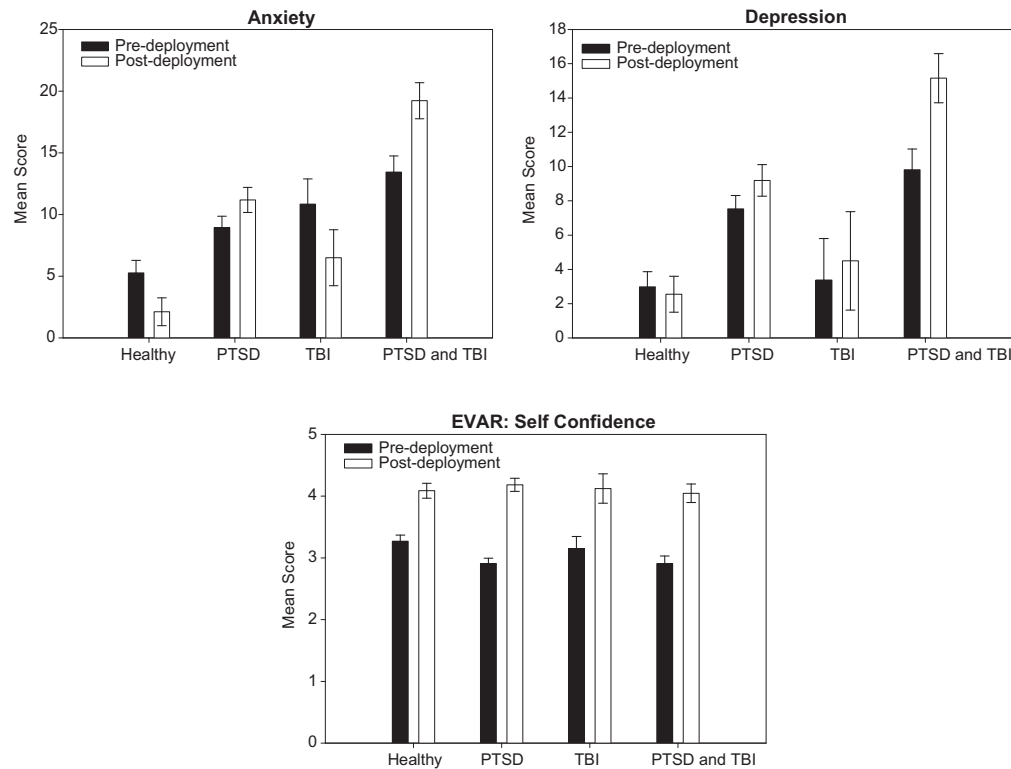 Anxiety
25
20
15
10
5
0
Mean Score
Pre-deployment
Post-deployment
Healthy PTSD TBI PTSD and TBI
Depression
18
16
14
12
10
8
6
4
2
0
Mean Score
Pre-deployment
Post-deployment
Healthy PTSD TBI PTSD and TBI
EVAR: Self Confidence
5
4
3
2
1
0
Mean Score
Pre-deployment
Post-deployment
Healthy PTSD TBI PTSD and TBI